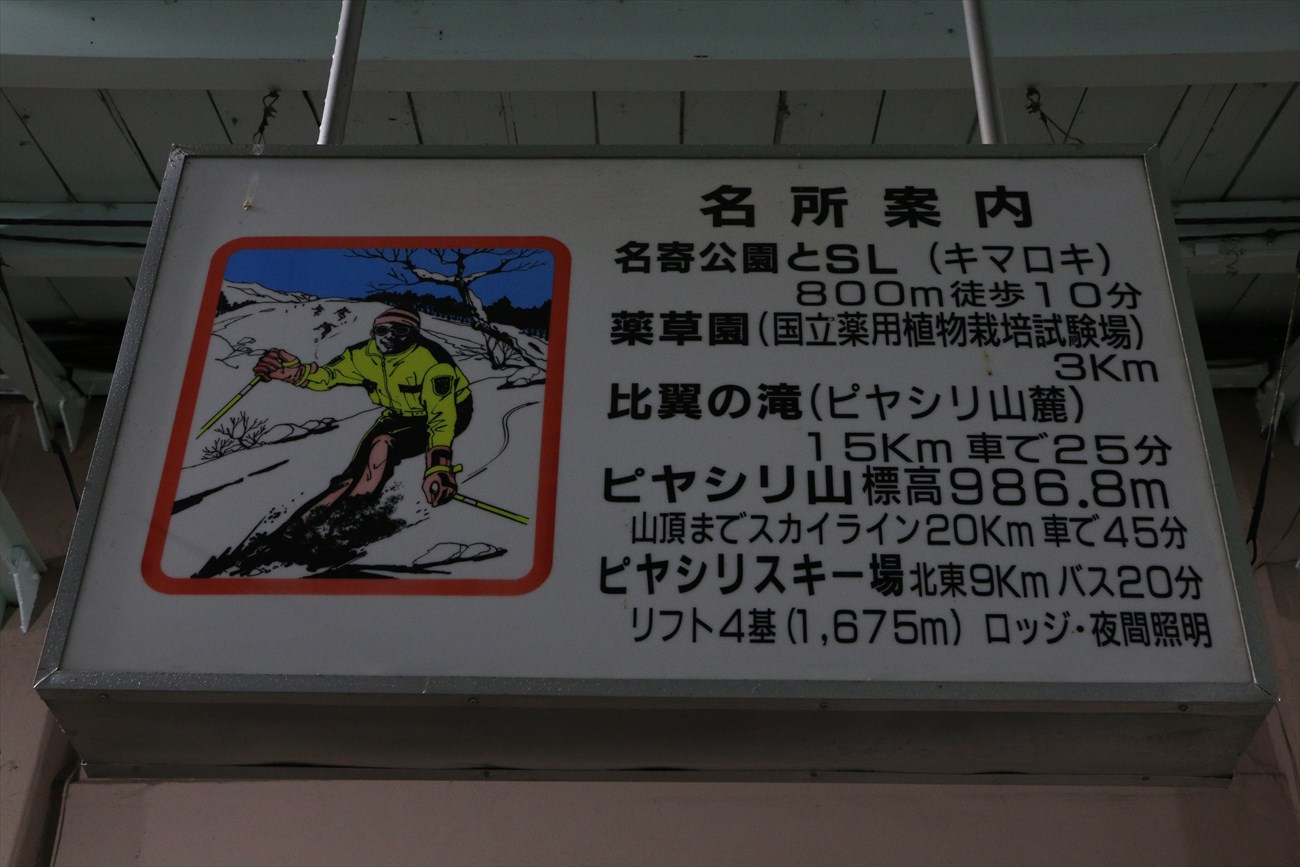 名所案内
名寄公園とSL（キマロキ）
800m徒歩10分
薬草園(国立薬用植物栽培試験場)
3Km
比翼の滝(ピヤシリ山麓)
15Km 車で25分
ピヤシリ山 標高986.8m
山頂までスカイライン20Km 車で45分
ピヤシリスキー場 北東9Km バス20分
リフト4基(1,675m) ロッジ・夜間照明